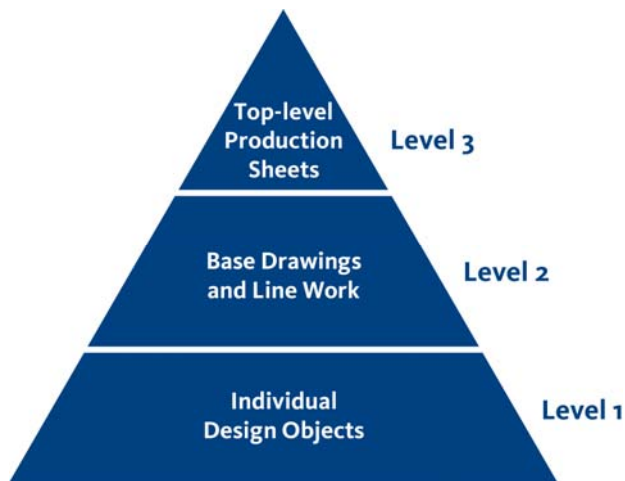 Top-level
Production
Sheets
Level 3
Base Drawings
and Line Work
Level 2
Individual
Design Objects
Level 1